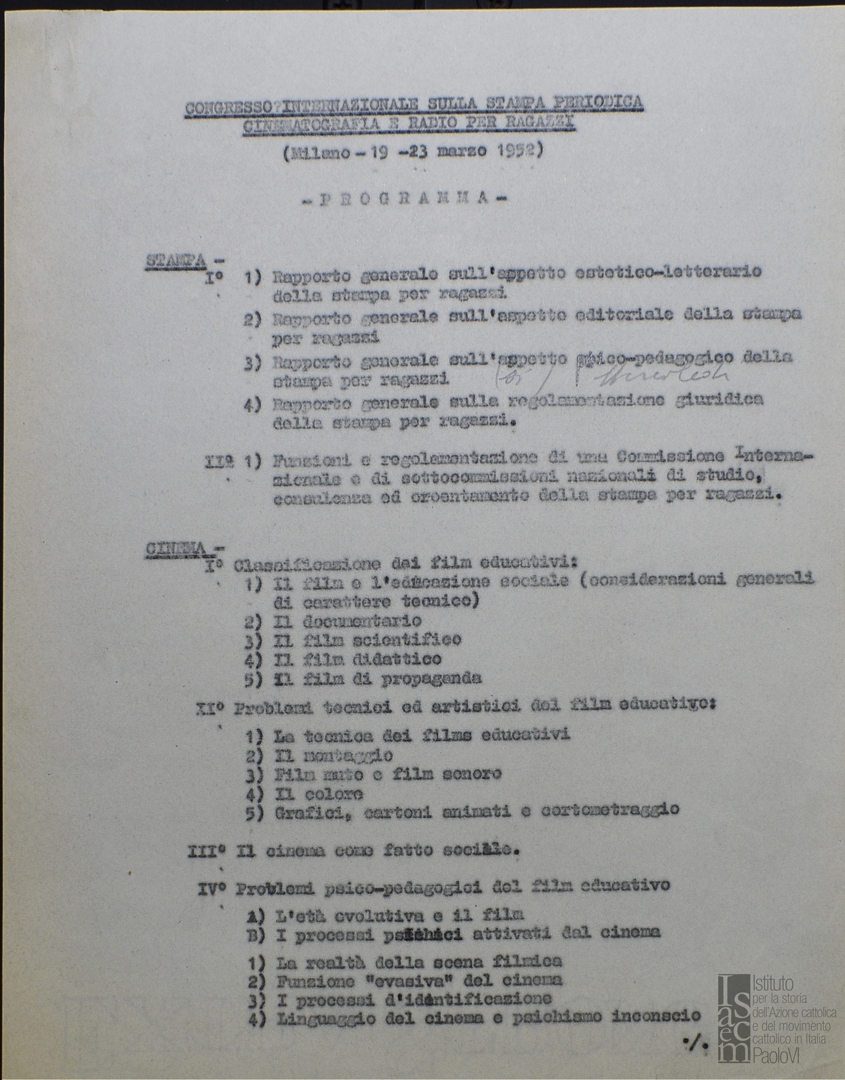 CONGRESSO?INTERNAZIONALE SULLA STAMPA PERIODICA
CINEMATOGRAFIA E RADIO PER RAGAZZI
(Milano - 19 -23 marzo 1952)
- P R O G R A M M A -
STAMPA -
I° 1) Rapporto generale sull'appetto estetico-letterario
della stampa per ragazzi
2) Rapporto generale sull'aspetto editoriale della stampa
per ragazzi
3) Rapporto generale sull'aspetto psico-pedagogico della
stampa per ragazzi
4) Rapporto generale sulla regolamentazione giuridica
della stampa per ragazzi.
II° 1) Funzioni e regolamentazione di una Commissione Interna-
zionale e di sottocommissioni nazionali di studio,
consulenza ed oroentamento della stampa per ragazzi.
CINEMA -
I° Classificazione dei film educativi:
1) Il film e l'educazione sociale (considerazioni generali
di carattere tecnico)
2) Il documentario
3) Il film scientifico
4) Il film didattico
5) Il film di propaganda
II° Problemi tecnici ed artistici del film educativo:
1) La tecnica dei films educativi
2) Il montaggio
3) Film muto e film sonoro
4) Il colore
5) Grafici, cartoni animati e cortometraggio
III° Il cinema come fatto sociale.
IV° Problemi psico-pedagogici del film educativo
A) L'età evolutiva e il film
B) I processi psichici attivati dal cinema
1) La realtà della scena filmica
2) Funzione "evasiva" del cinema
3) I processi d'identificazione
4) Linguaggio del cinema e psichismo inconscio
./.
Isacem
Istituto
per la storia
dell'Azione cattolica
e del movimento
cattolico in Italia
PaoloVI